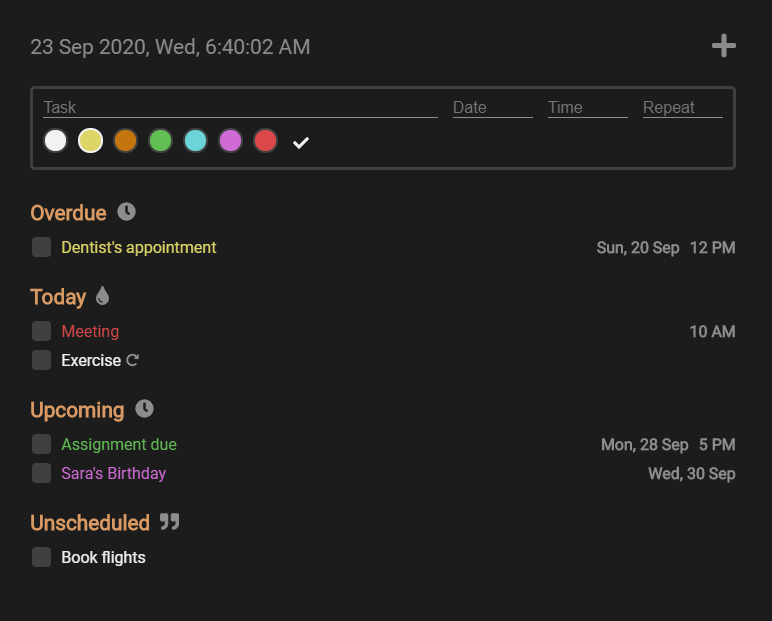 23 Sep 2020, Wed, 6:40:02 AM
Task Date Time Repeat
Overdue
Dentist's appointment Sun, 20 Sep 12 PM
Today
Meeting 10 AM
Exercise
Upcoming
Assignment due Mon, 28 Sep 5 PM
Sara's Birthday Wed, 30 Sep
Unscheduled
Book flights